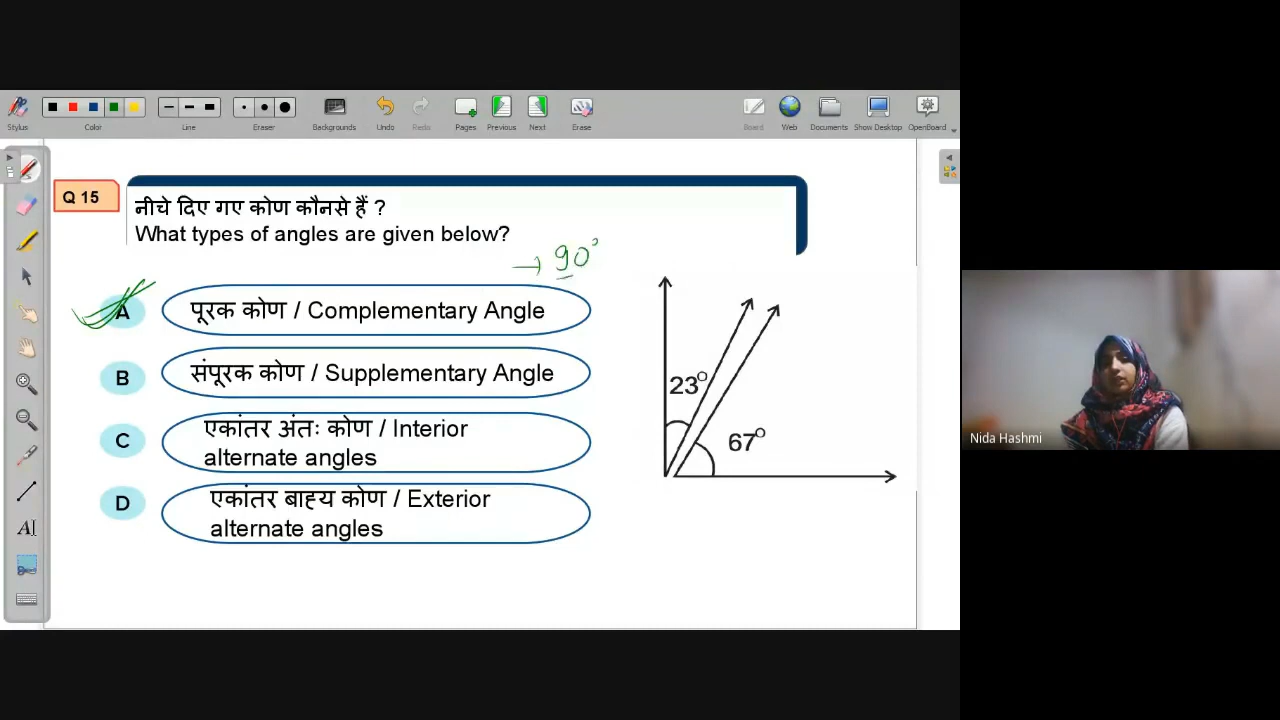 Stylus
Color
Line
Eraser
Backgrounds
Undo
Redo
Pages
Previous
Next
Erase
Board
Web
Documents
Show Desktop
OpenBoard
Q 15
नीचे दिए गए कोण कौनसे हैं ?
What types of angles are given below?
→ 90°
A
पूरक कोण / Complementary Angle
B
संपूरक कोण / Supplementary Angle
C
एकांतर अंतः कोण / Interior
alternate angles
D
एकांतर बाह्य कोण / Exterior
alternate angles
23°
67°
AI
Nida Hashmi